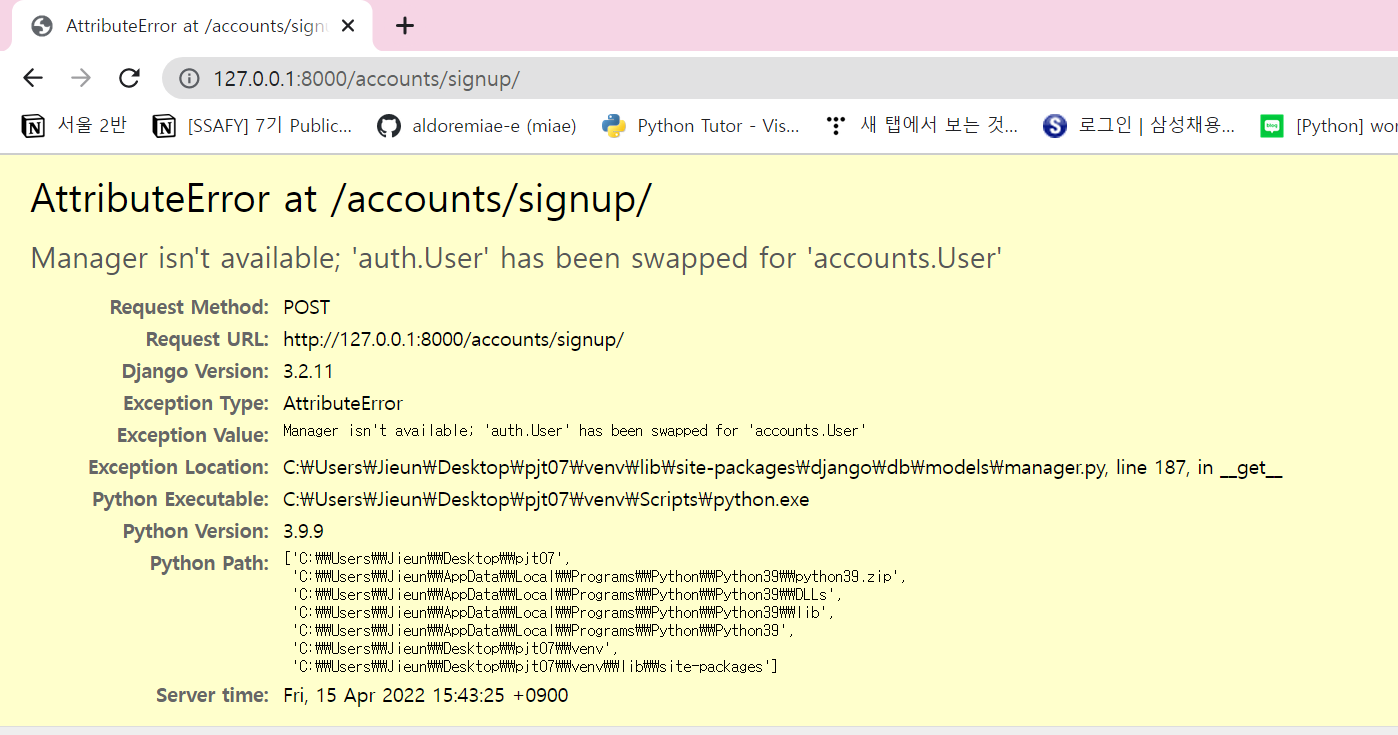 AttributeError at /accounts/sign
127.0.0.1:8000/accounts/signup/
서울 2반 [SSAFY] 7기 Public... aldoremiae-e (miae) Python Tutor - Vis... 새 탭에서 보는 것... 로그인 | 삼성채용... [Python] wor
AttributeError at /accounts/signup/
Manager isn't available; 'auth.User' has been swapped for 'accounts.User'
Request Method: POST
Request URL: http://127.0.0.1:8000/accounts/signup/
Django Version: 3.2.11
Exception Type: AttributeError
Exception Value: Manager isn't available; 'auth.User' has been swapped for 'accounts.User'
Exception Location: C:₩Users₩Jieun₩Desktop₩pjt07₩venv₩lib₩site-packages₩django₩db₩models₩manager.py, line 187, in __get__
Python Executable: C:₩Users₩Jieun₩Desktop₩pjt07₩venv₩Scripts₩python.exe
Python Version: 3.9.9
Python Path: ['C:₩₩Users₩₩Jieun₩₩Desktop₩₩pjt07',
'C:₩₩Users₩₩Jieun₩₩AppData₩₩Local₩₩Programs₩₩Python₩₩Python39₩₩python39.zip',
'C:₩₩Users₩₩Jieun₩₩AppData₩₩Local₩₩Programs₩₩Python₩₩Python39₩₩DLLs',
'C:₩₩Users₩₩Jieun₩₩AppData₩₩Local₩₩Programs₩₩Python₩₩Python39₩₩lib',
'C:₩₩Users₩₩Jieun₩₩AppData₩₩Local₩₩Programs₩₩Python₩₩Python39',
'C:₩₩Users₩₩Jieun₩₩Desktop₩₩pjt07₩₩venv',
'C:₩₩Users₩₩Jieun₩₩Desktop₩₩pjt07₩₩venv₩₩lib₩₩site-packages']
Server time: Fri, 15 Apr 2022 15:43:25 +0900